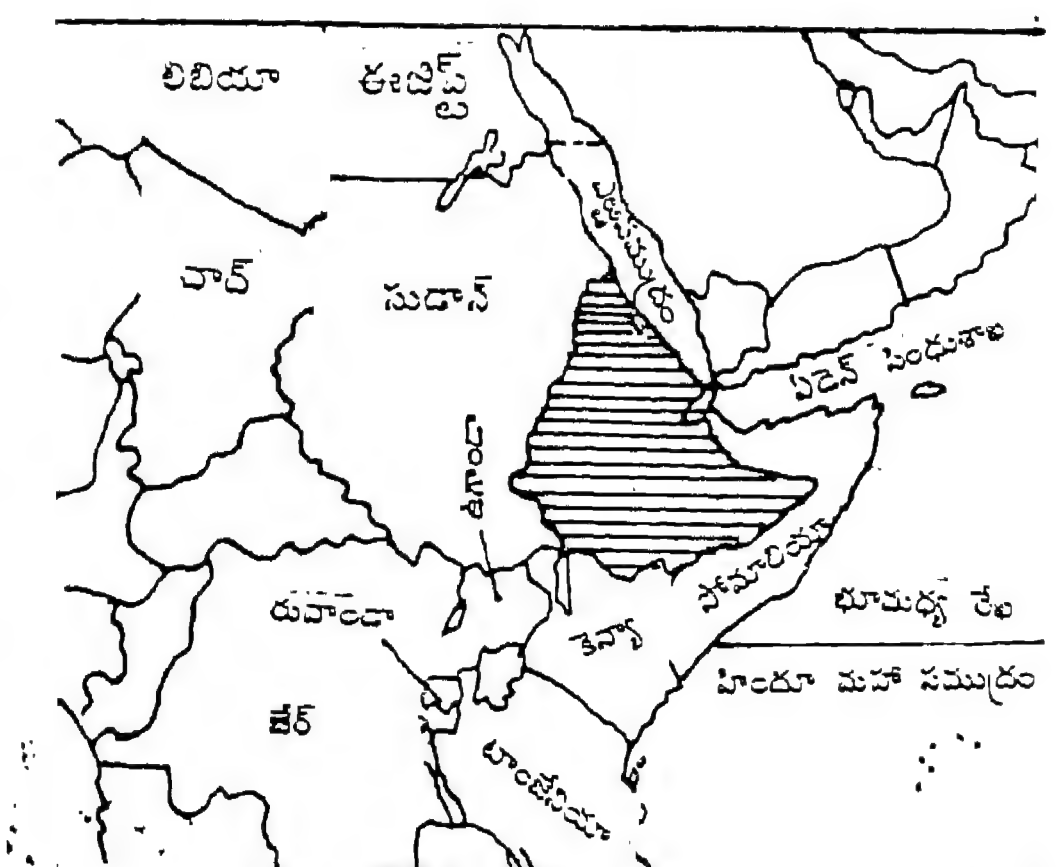 లిబియా
ఈజిప్ట్
చాద్
సుడాన్
ఏడెన్ సింధుశాఖ
ఉగాండా
సోమాలియా
రువాండా
కెన్యా
భూమధ్య రేఖ
హిందూ మహా సముద్రం
జైర్
టాంజేనియా